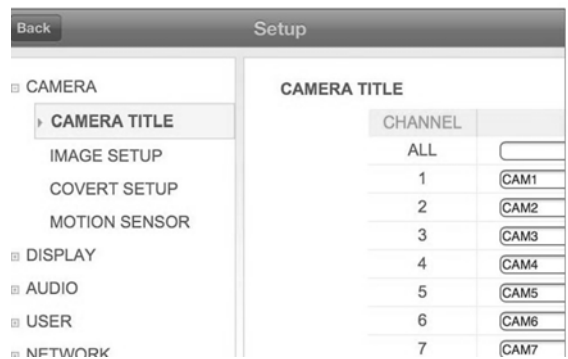 Back
Setup
CAMERA
CAMERA TITLE
IMAGE SETUP
COVERT SETUP
MOTION SENSOR
DISPLAY
AUDIO
USER
NETWORK
CAMERA TITLE
CHANNEL
ALL
1 CAM1
2 CAM2
3 CAM3
4 CAM4
5 CAM5
6 CAM6
7 CAM7